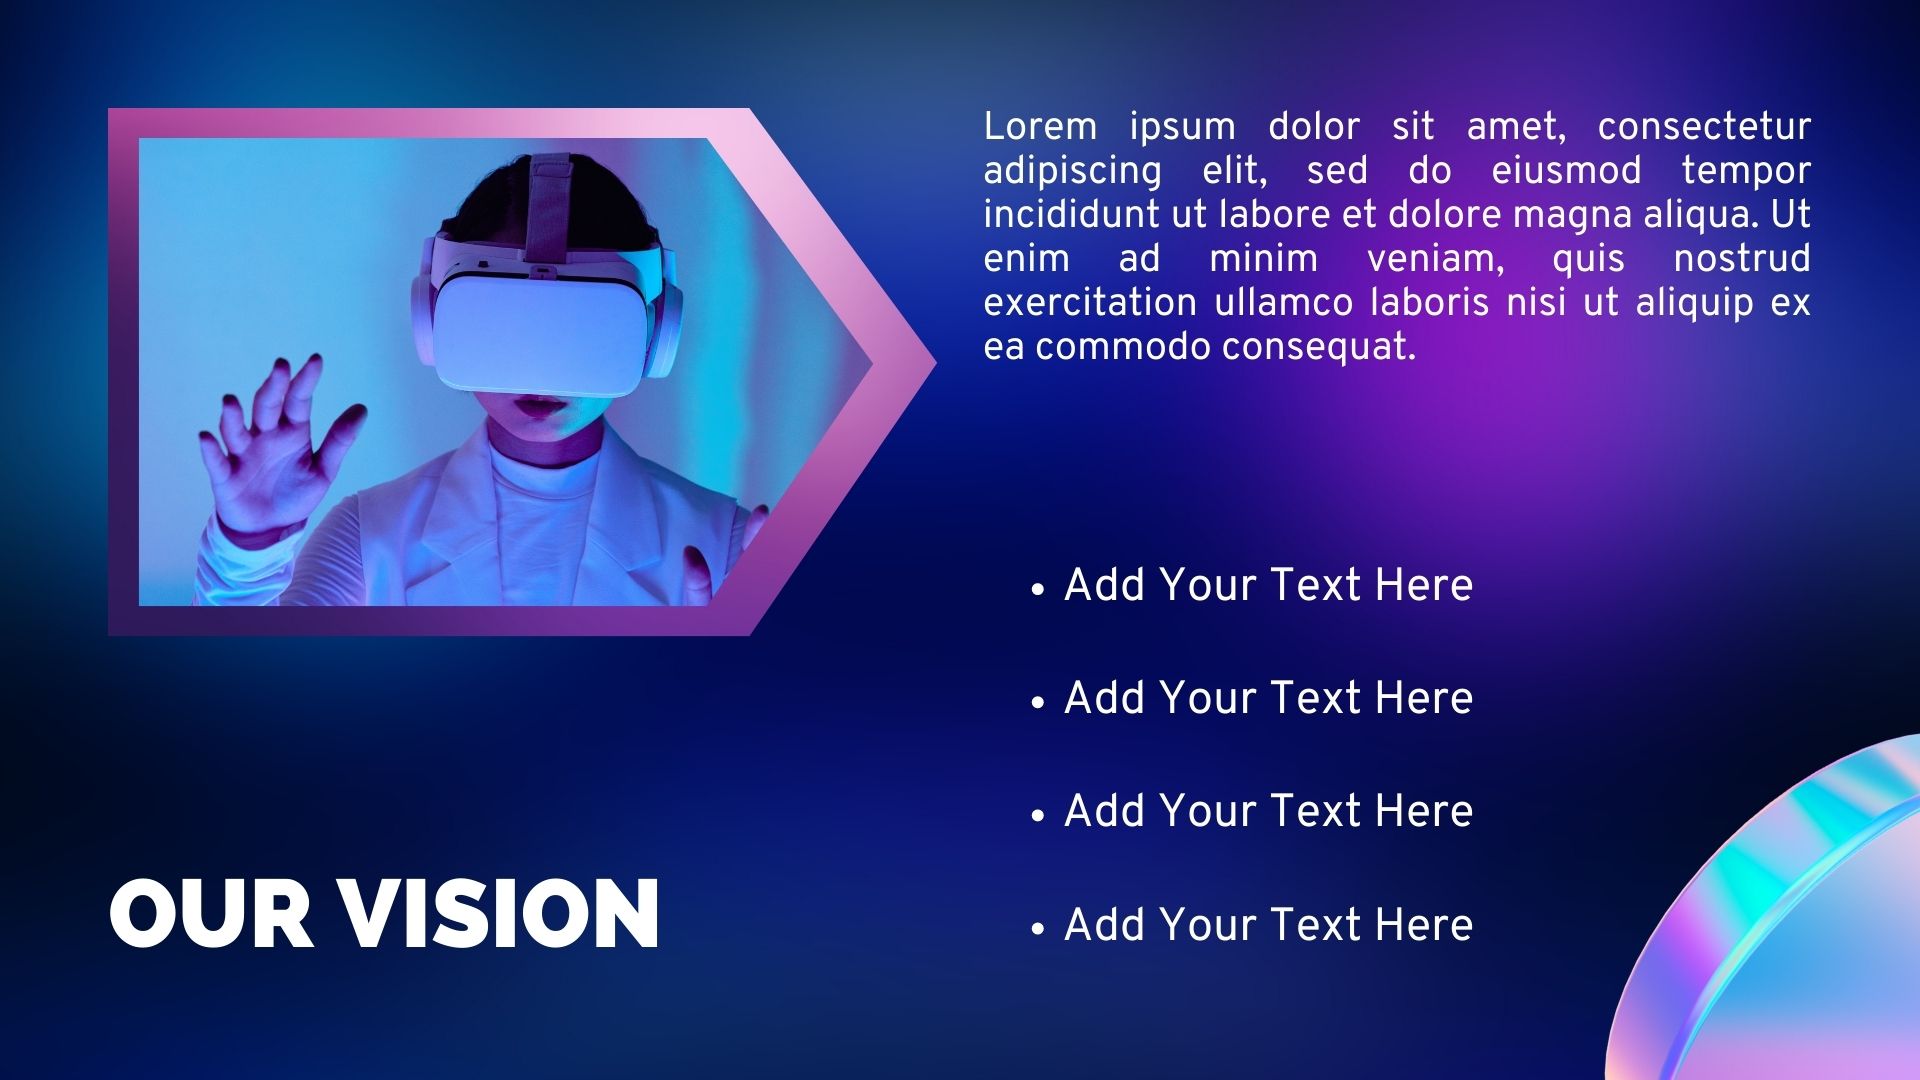 Lorem ipsum dolor sit amet, consectetur
adipiscing elit, sed do eiusmod tempor
incididunt ut labore et dolore magna aliqua. Ut
enim ad minim veniam, quis nostrud
exercitation ullamco laboris nisi ut aliquip ex
ea commodo consequat.
• Add Your Text Here
• Add Your Text Here
• Add Your Text Here
• Add Your Text Here
OUR VISION